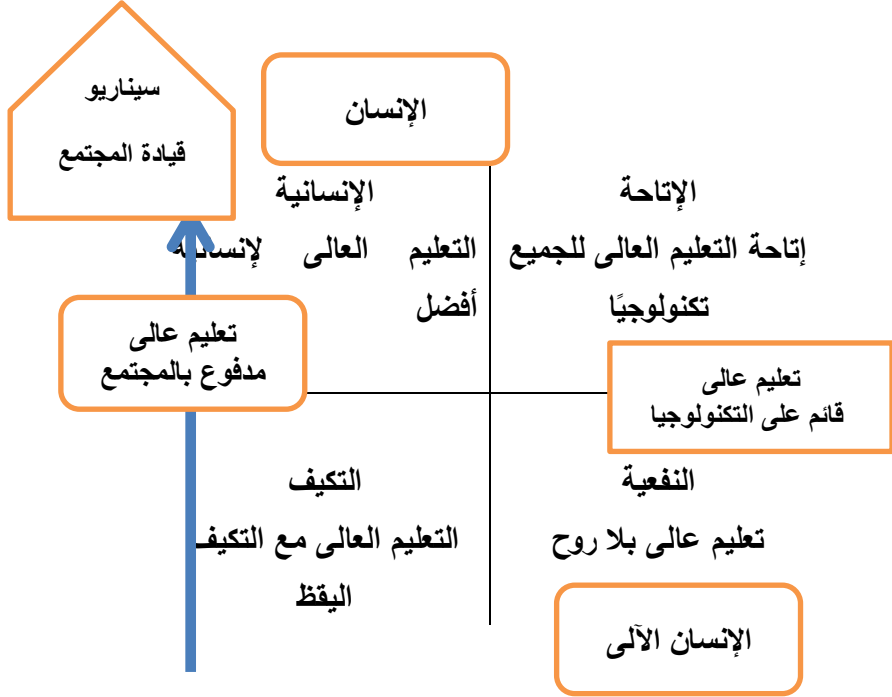 سيناريو
قيادة المجتمع
الإنسان
الإتاحة
إتاحة التعليم العالى للجميع
تكنولوجيًا
الإنسانية
التعليم العالى لإنسانية
أفضل
تعليم عالى
مدفوع بالمجتمع
تعليم عالى
قائم على التكنولوجيا
النفعية
تعليم عالى بلا روح
التكيف
التعليم العالى مع التكيف
اليقظ
الإنسان الآلى